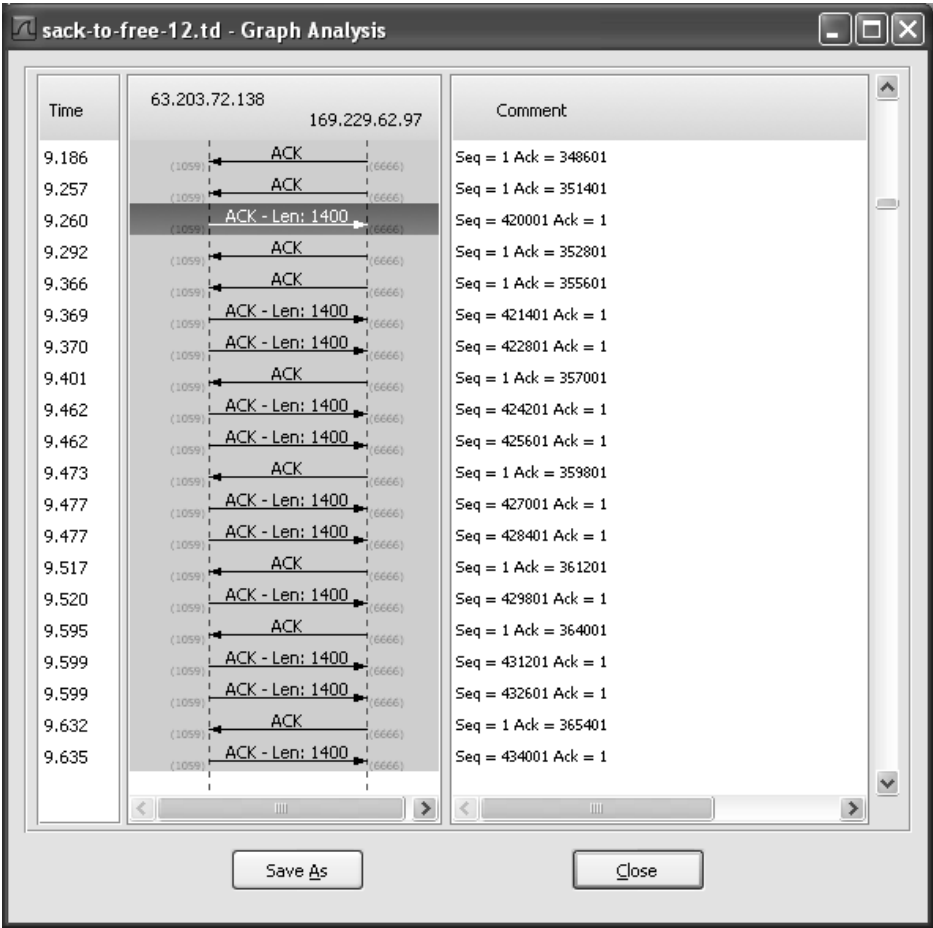 sack-to-free-12.td - Graph Analysis
Time 63.203.72.138 169.229.62.97 Comment
9.186 (1059) ACK (6666) Seq = 1 Ack = 348601
9.257 (1059) ACK (6666) Seq = 1 Ack = 351401
9.260 (1059) ACK - Len: 1400 (6666) Seq = 420001 Ack = 1
9.292 (1059) ACK (6666) Seq = 1 Ack = 352801
9.366 (1059) ACK (6666) Seq = 1 Ack = 355601
9.369 (1059) ACK - Len: 1400 (6666) Seq = 421401 Ack = 1
9.370 (1059) ACK - Len: 1400 (6666) Seq = 422801 Ack = 1
9.401 (1059) ACK (6666) Seq = 1 Ack = 357001
9.462 (1059) ACK - Len: 1400 (6666) Seq = 424201 Ack = 1
9.462 (1059) ACK - Len: 1400 (6666) Seq = 425601 Ack = 1
9.473 (1059) ACK (6666) Seq = 1 Ack = 359801
9.477 (1059) ACK - Len: 1400 (6666) Seq = 427001 Ack = 1
9.477 (1059) ACK - Len: 1400 (6666) Seq = 428401 Ack = 1
9.517 (1059) ACK (6666) Seq = 1 Ack = 361201
9.520 (1059) ACK - Len: 1400 (6666) Seq = 429801 Ack = 1
9.595 (1059) ACK (6666) Seq = 1 Ack = 364001
9.599 (1059) ACK - Len: 1400 (6666) Seq = 431201 Ack = 1
9.599 (1059) ACK - Len: 1400 (6666) Seq = 432601 Ack = 1
9.632 (1059) ACK (6666) Seq = 1 Ack = 365401
9.635 (1059) ACK - Len: 1400 (6666) Seq = 434001 Ack = 1
Save As Close